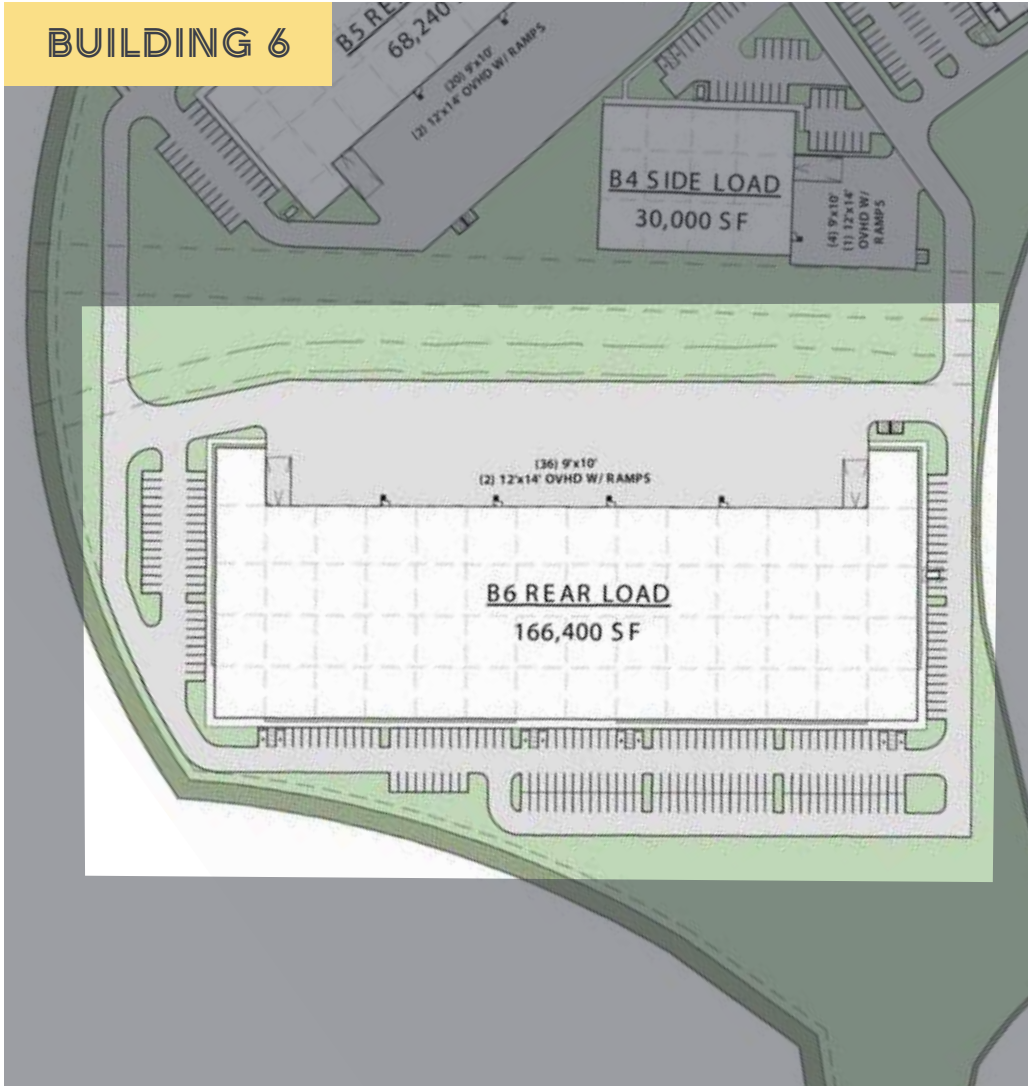 BUILDING 6
B5 RE
68,240
(20) 9'x10'
(2) 12'x14' OVHD W/ RAMPS
B4 SIDE LOAD
30,000 SF
(4) 9'x10'
(1) 12'x14'
OVHD W/
RAMPS
(36) 9'x10'
(2) 12'x14' OVHD W/ RAMPS
B6 REAR LOAD
166,400 SF